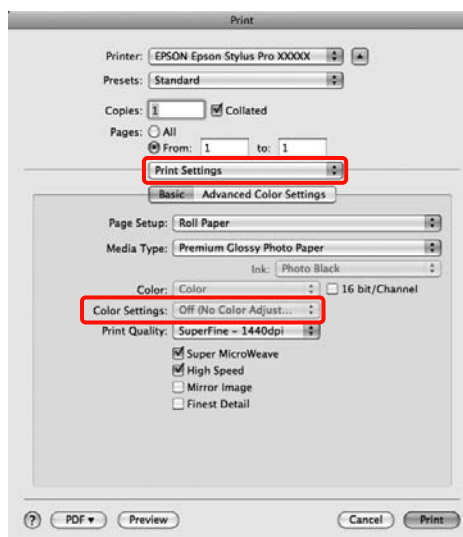 Print
Printer: EPSON Epson Stylus Pro XXXXX
Presets: Standard
Copies: 1 Collated
Pages: All
From: 1 to: 1
Print Settings
Basic Advanced Color Settings
Page Setup: Roll Paper
Media Type: Premium Glossy Photo Paper
Ink: Photo Black
Color: Color 16 bit/Channel
Color Settings: Off (No Color Adjust...
Print Quality: SuperFine - 1440dpi
Super MicroWeave
High Speed
Mirror Image
Finest Detail
? PDF Preview Cancel Print